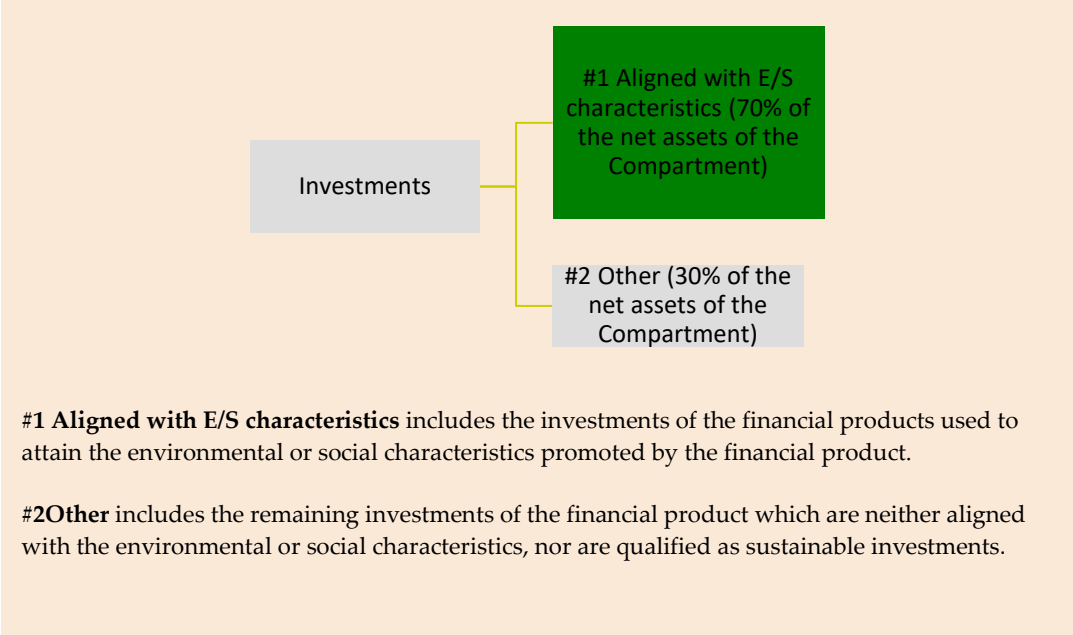 #1 Aligned with E/S
characteristics (70% of
the net assets of the
Compartment)
Investments
#2 Other (30% of the
net assets of the
Compartment)
#1 Aligned with E/S characteristics includes the investments of the financial products used to
attain the environmental or social characteristics promoted by the financial product.
#2Other includes the remaining investments of the financial product which are neither aligned
with the environmental or social characteristics, nor are qualified as sustainable investments.